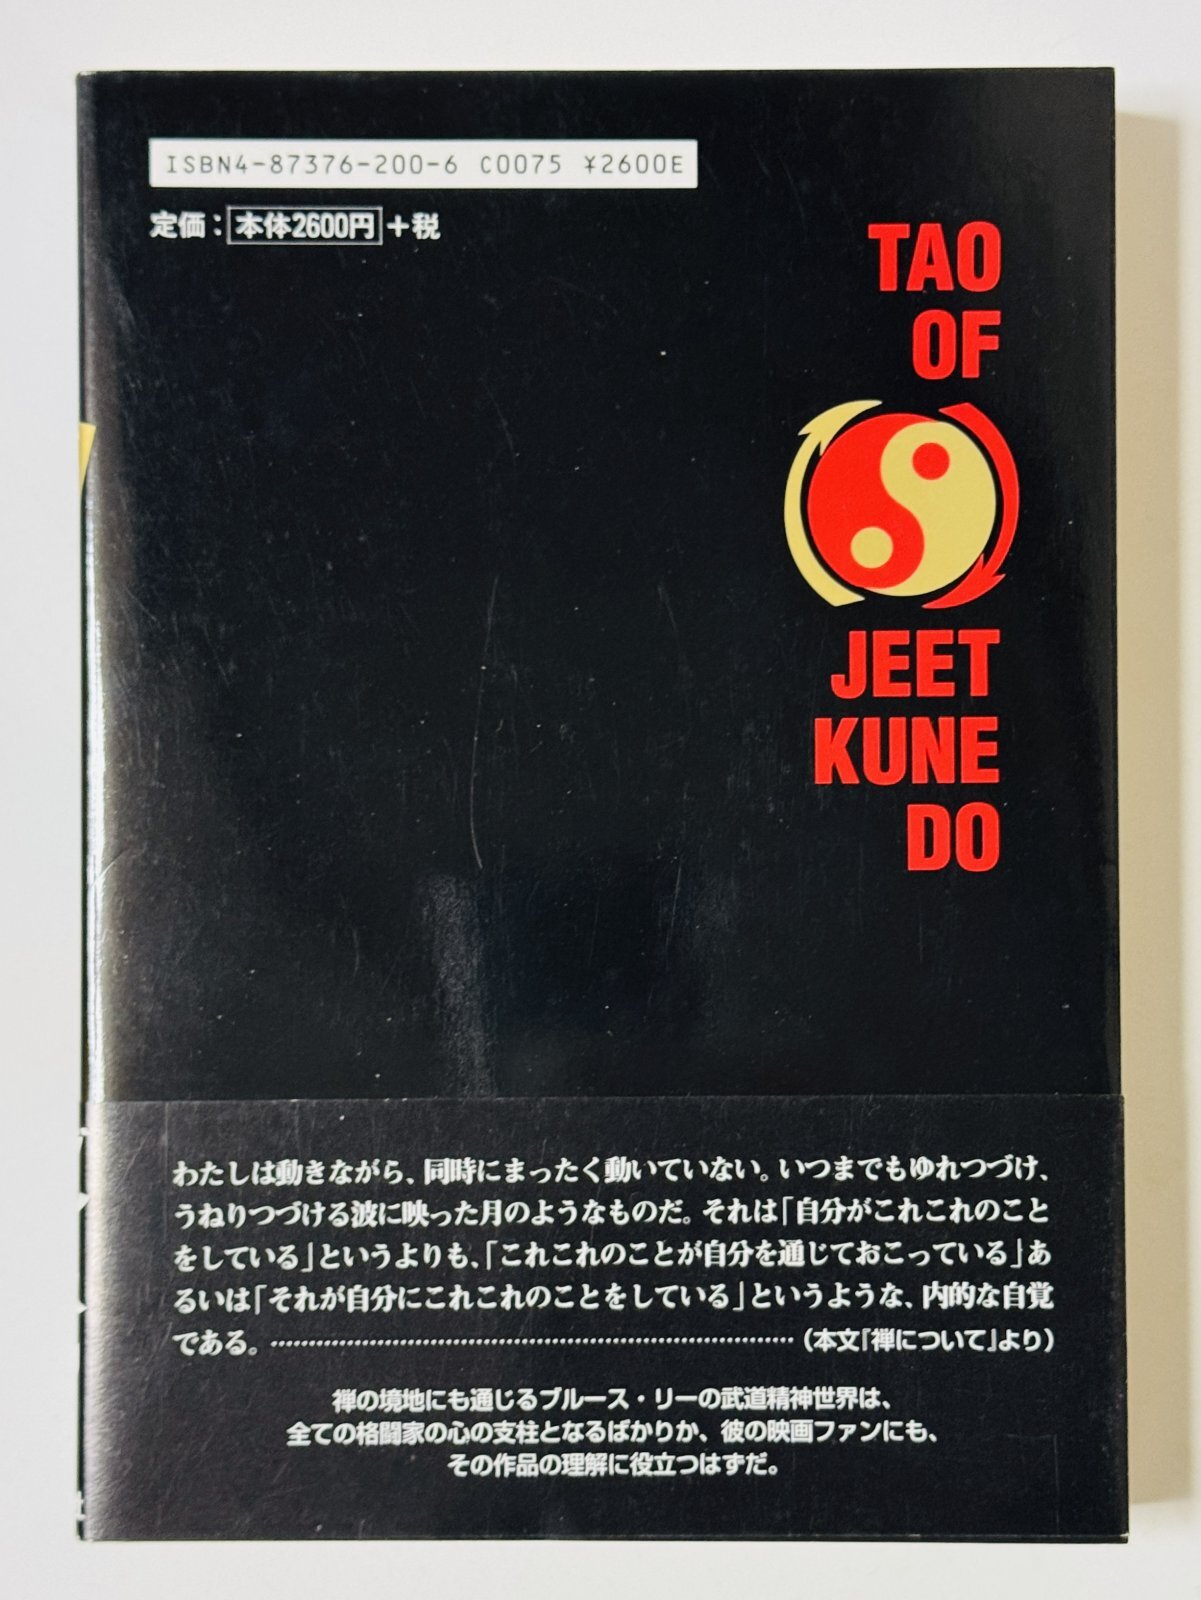 ISBN4-87376-200-6 C0075 ¥2600E
定価：本体2600円＋税
TAO
OF
JEET
KUNE
DO
わたしは動きながら、同時にまったく動いていない。いつまでもゆれつづけ、
うねりつづける波に映った月のようなものだ。それは「自分がこれこれのこと
をしている」というよりも、「これこれのことが自分を通じておこっている」あ
るいは「それが自分にこれこれのことをしている」というような、内的な自覚
である。……………………………………………………（本文『禅について』より）
禅の境地にも通じるブルース・リーの武道精神世界は、
全ての格闘家の心の支柱となるばかりか、彼の映画ファンにも、
その作品の理解に役立つはずだ。